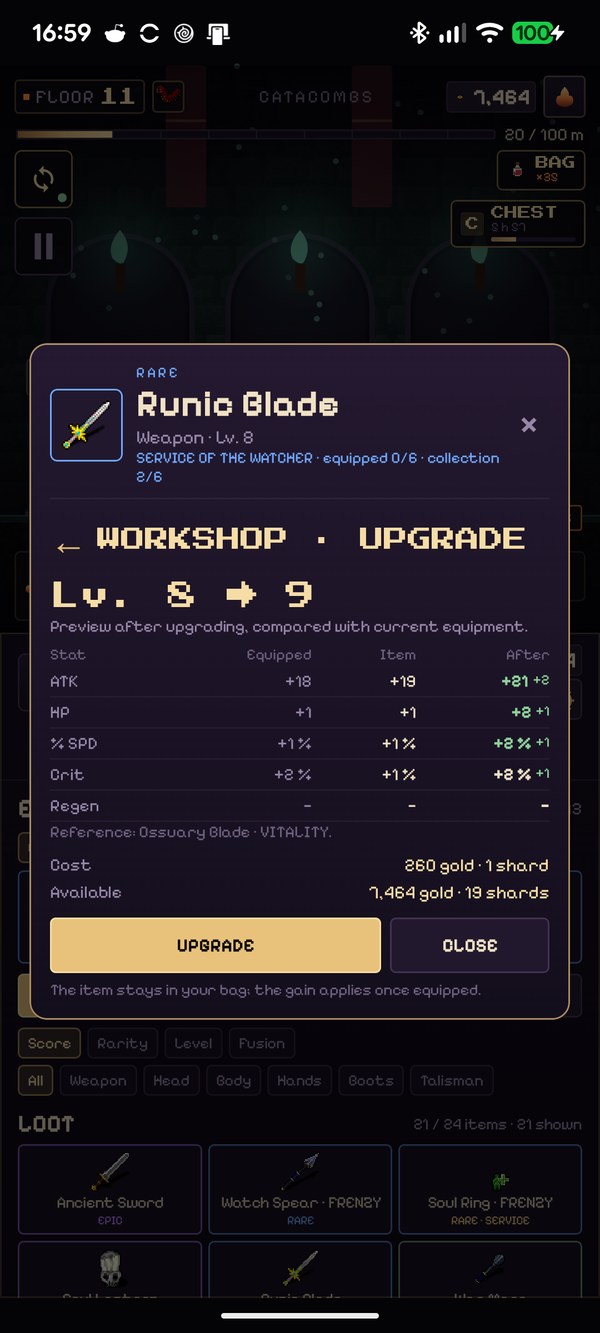 16:59
100
FLOOR 11
CATACOMBS
7,464
20 / 100 m
BAG
×39
C CHEST
RARE
Runic Blade
Weapon · Lv. 8
SERVICE OF THE WATCHER · equipped 0/6 · collection
2/6
×
← WORKSHOP · UPGRADE
Lv. 8 → 9
Preview after upgrading, compared with current equipment.
Stat Equipped Item After
ATK +18 +19 +21 +2
HP +1 +1 +2 +1
% SPD +1 % +1 % +2 % +1
Crit +2 % +1 % +2 % +1
Regen – – –
Reference: Ossuary Blade · VITALITY.
Cost 260 gold · 1 shard
Available 7,464 gold · 19 shards
UPGRADE CLOSE
The item stays in your bag; the gain applies once equipped.
Score Rarity Level Fusion
All Weapon Head Body Hands Boots Talisman
LOOT 21 / 24 items · 21 shown
Ancient Sword Watch Spear · FRENZY Soul Ring · FRENZY
EPIC RARE RARE · SERVICE